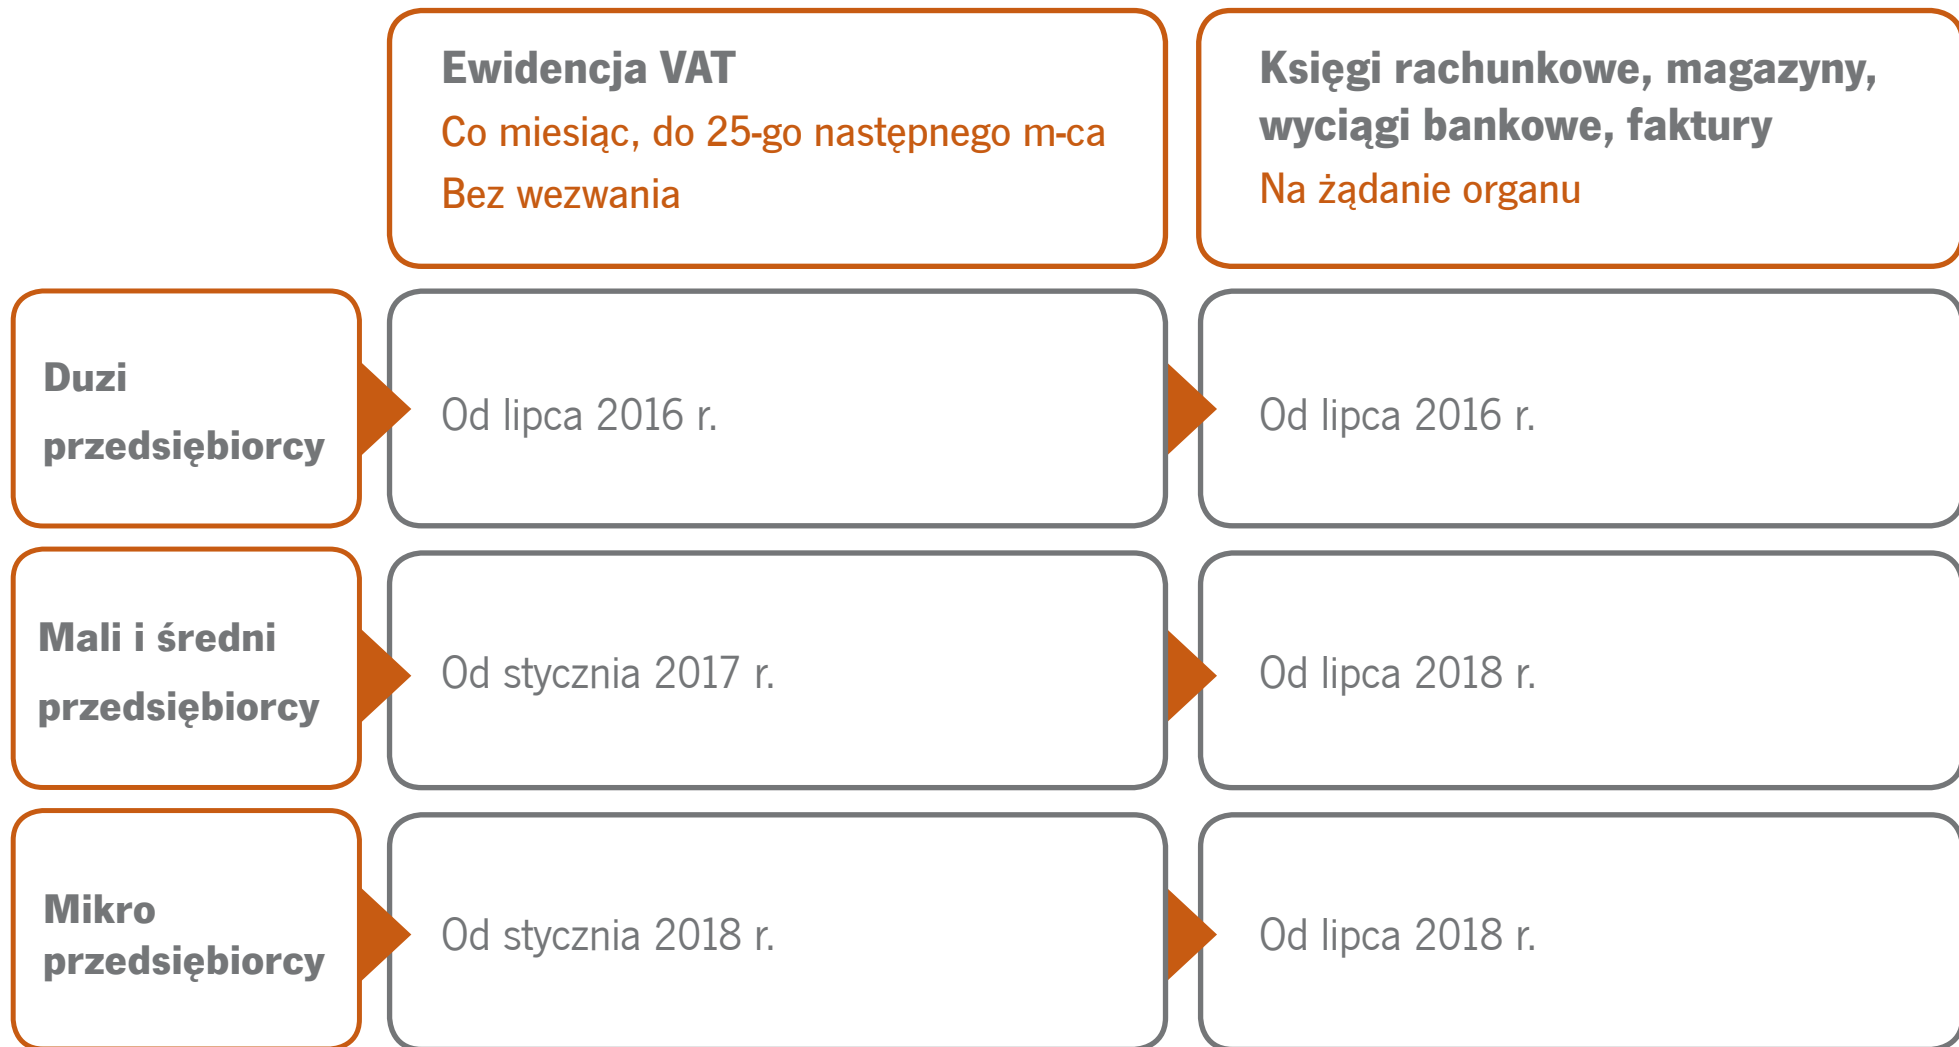 Ewidencja VAT
Co miesiąc, do 25-go następnego m-ca
Bez wezwania
Księgi rachunkowe, magazyny,
wyciągi bankowe, faktury
Na żądanie organu
Duzi
przedsiębiorcy
Od lipca 2016 r.
Od lipca 2016 r.
Mali i średni
przedsiębiorcy
Od stycznia 2017 r.
Od lipca 2018 r.
Mikro
przedsiębiorcy
Od stycznia 2018 r.
Od lipca 2018 r.